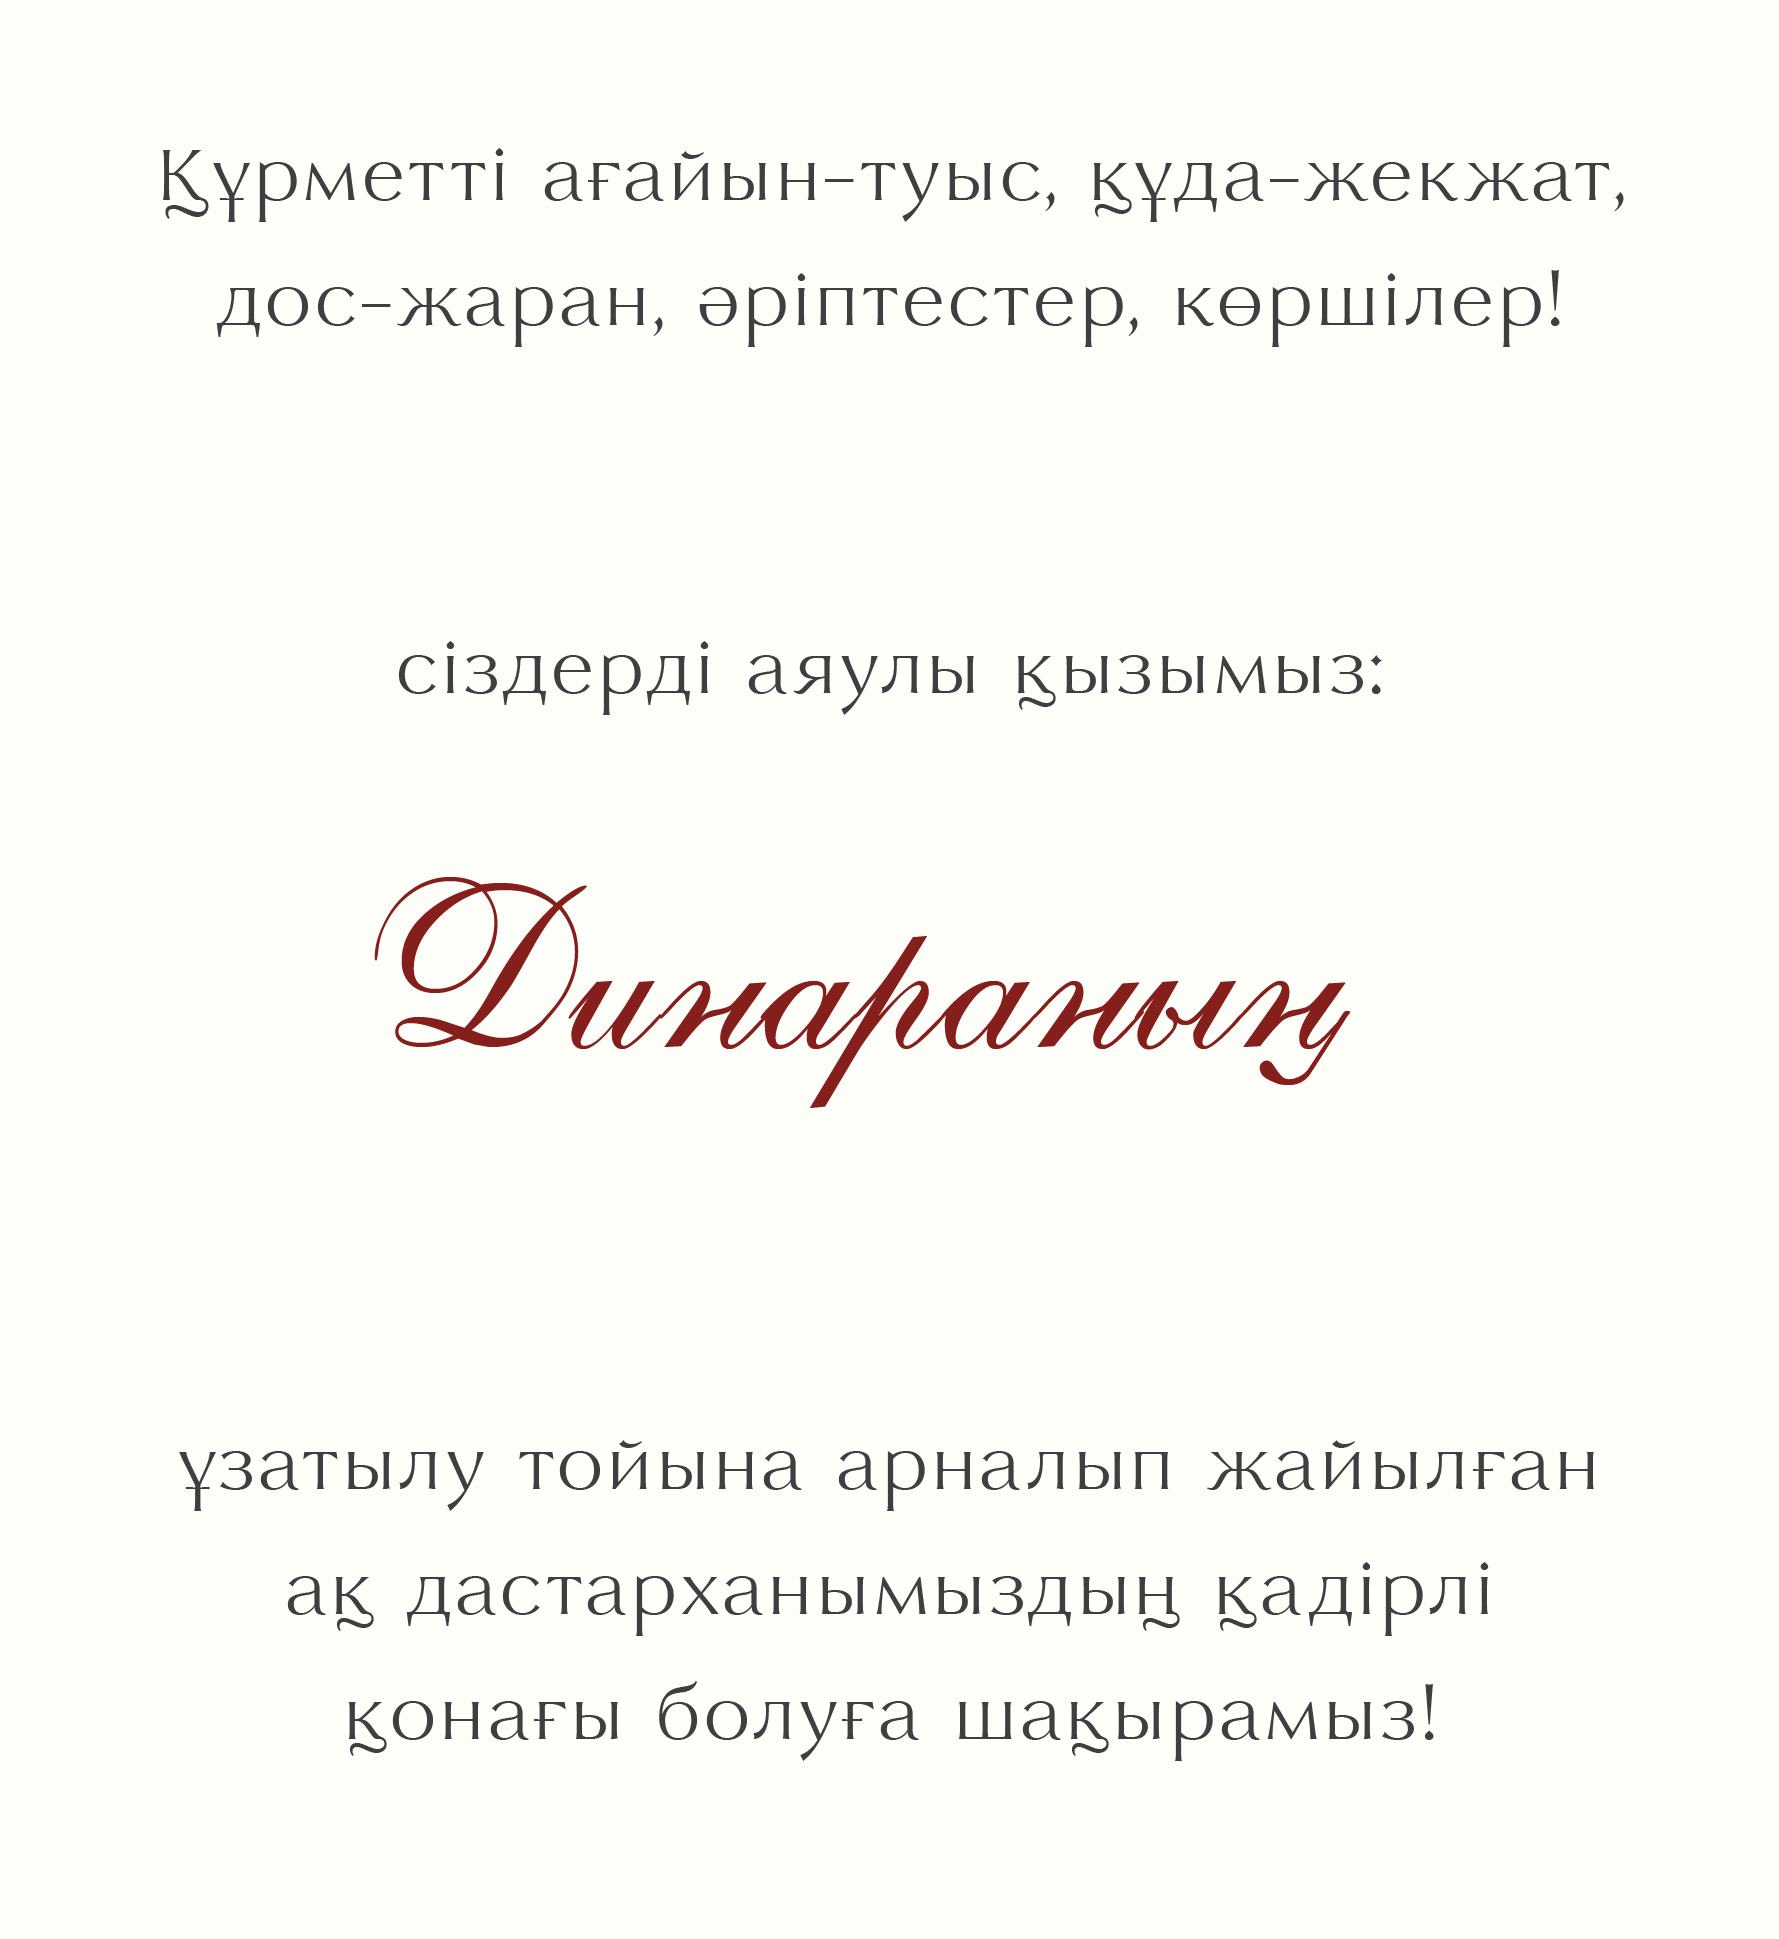 Құрметті ағайын-туыс, құда-жекжат,
дос-жаран, әріптестер, көршілер!
сіздерді аяулы қызымыз:
Динараның
ұзатылу тойына арналып жайылған
ақ дастарханымыздың қадірлі
қонағы болуға шақырамыз!